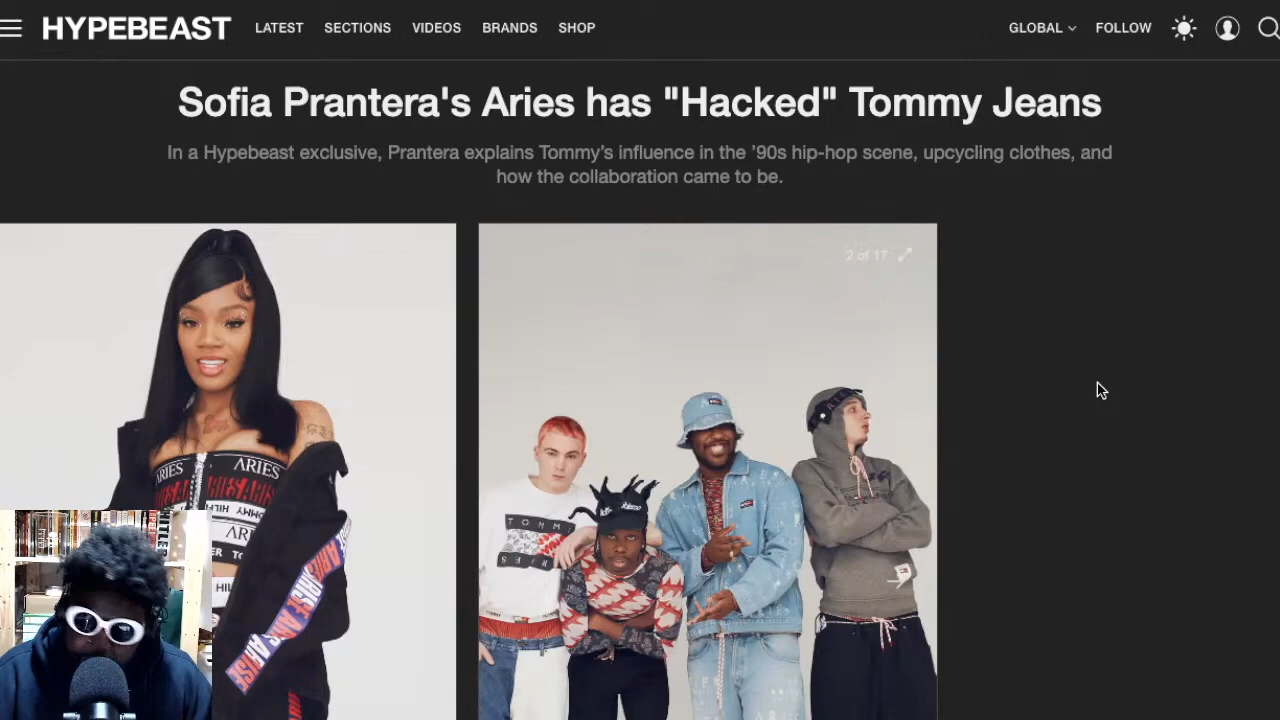 HYPEBEAST LATEST SECTIONS VIDEOS BRANDS SHOP GLOBAL FOLLOW
Sofia Prantera's Aries has "Hacked" Tommy Jeans
In a Hypebeast exclusive, Prantera explains Tommy’s influence in the ’90s hip-hop scene, upcycling clothes, and
how the collaboration came to be.
2 of 17
ARIES ARIES
TOMMY